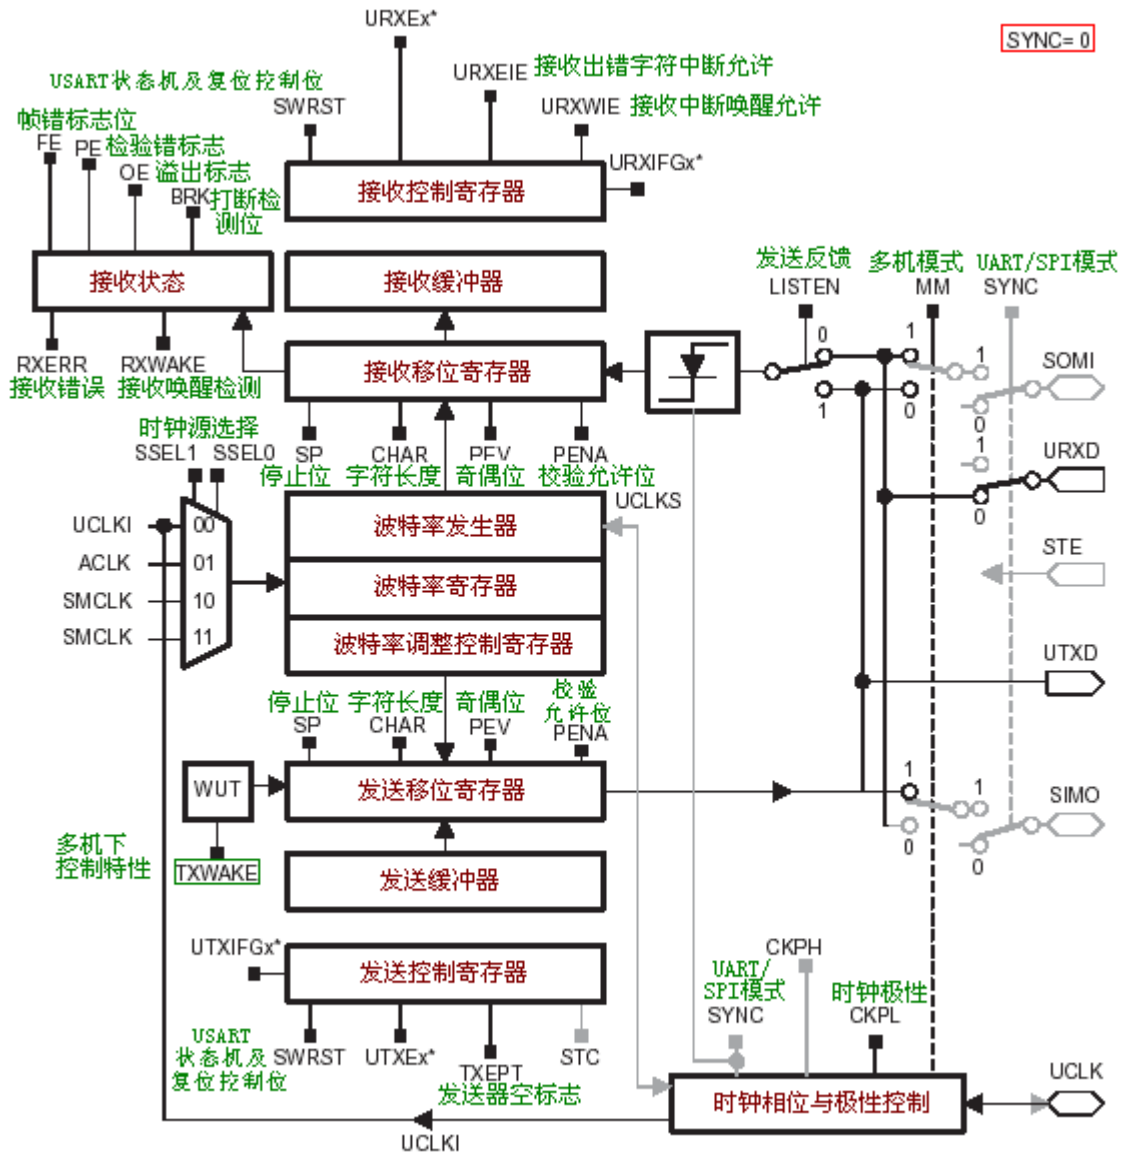 URXEx*
SYNC= 0
URXEIE 接收出错字符中断允许
USART状态机及复位控制位
SWRST
URXWIE 接收中断唤醒允许
帧错标志位
FE
PE 检验错标志
OE 溢出标志
URXIFGx*
BRK 打断检
测位
接收控制寄存器
接收状态
接收缓冲器
发送反馈
LISTEN
多机模式
MM
UART/SPI模式
SYNC
RXERR
接收错误
RXWAKE
接收唤醒检测
接收移位寄存器
0
1
1
0
1
0
SOMI
时钟源选择
SSEL1 SSEL0
SP
停止位
CHAR
字符长度
PEV
奇偶位
PENA
校验允许位
UCLKS
1
0
URXD
UCLKI
00
ACLK
01
SMCLK
10
SMCLK
11
波特率发生器
波特率寄存器
波特率调整控制寄存器
STE
UTXD
停止位
SP
字符长度
CHAR
奇偶位
PEV
校验
允许位
PENA
WUT
发送移位寄存器
1
0
1
0
SIMO
多机下
控制特性
TXWAKE
发送缓冲器
UTXIFGx*
发送控制寄存器
CKPH
UART/
SPI模式
SYNC
时钟极性
CKPL
USART
状态机及
复位控制位
SWRST
UTXEx*
TXEPT
发送器空标志
STC
时钟相位与极性控制
UCLK
UCLKI